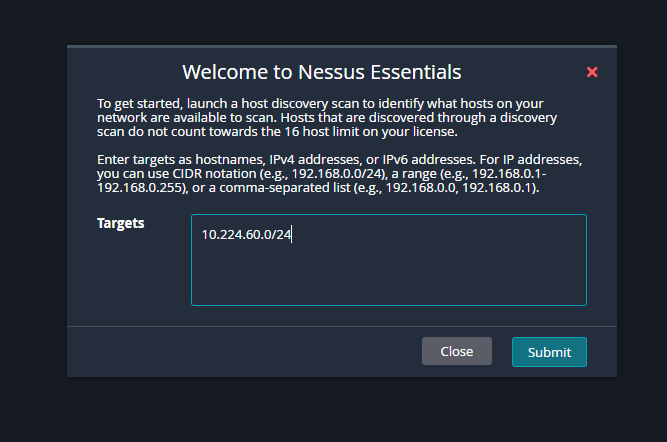 Welcome to Nessus Essentials
To get started, launch a host discovery scan to identify what hosts on your
network are available to scan. Hosts that are discovered through a discovery
scan do not count towards the 16 host limit on your license.
Enter targets as hostnames, IPv4 addresses, or IPv6 addresses. For IP addresses,
you can use CIDR notation (e.g., 192.168.0.0/24), a range (e.g., 192.168.0.1-
192.168.0.255), or a comma-separated list (e.g., 192.168.0.0, 192.168.0.1).
Targets
10.224.60.0/24
Close
Submit